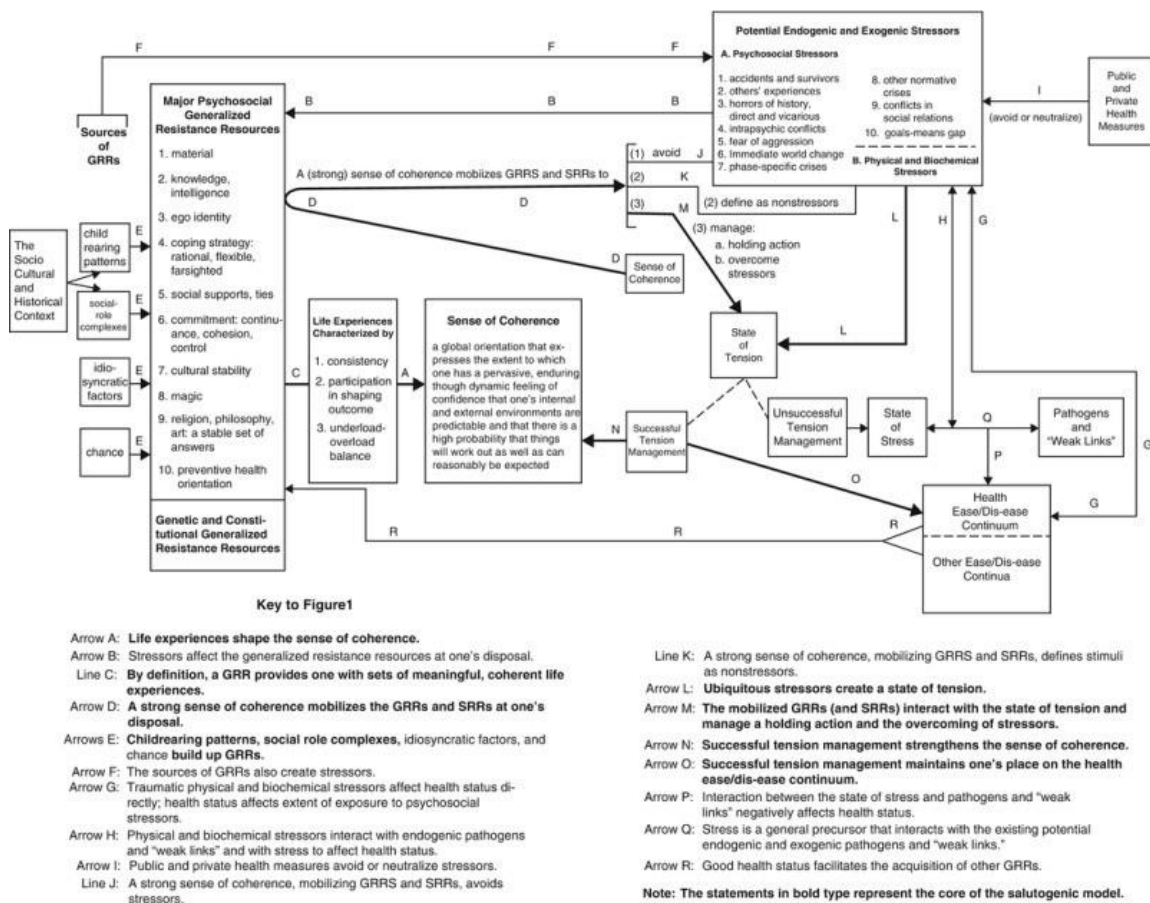 Potential Endogenic and Exogenic Stressors
A. Psychosocial Stressors
1. accidents and survivors
2. others' experiences
3. horrors of history,
direct and vicarious
4. intrapsychic conflicts
5. fear of aggression
6. Immediate world change
7. phase-specific crises
8. other normative
crises
9. conflicts in
social relations
10. goals-means gap
B. Physical and Biochemical
Stressors
Public
and
Private
Health
Measures
I
(avoid or neutralize)
F
F
F
B
B
B
Sources
of
GRRs
Major Psychosocial
Generalized
Resistance Resources
1. material
2. knowledge,
intelligence
3. ego identity
4. coping strategy:
rational, flexible,
farsighted
5. social supports, ties
6. commitment: continu-
ance, cohesion,
control
7. cultural stability
8. magic
9. religion, philosophy,
art: a stable set of
answers
10. preventive health
orientation
Genetic and Consti-
tutional Generalized
Resistance Resources
The
Socio
Cultural
and
Historical
Context
child
rearing
patterns
E
social-
role
complexes
E
idio-
syncratic
factors
E
chance
E
A (strong) sense of coherence mobiizes GRRS and SRRs to
D
D
D
(1) avoid
J
(2)
K
(2) define as nonstressors
(3)
M
(3) manage:
a. holding action
b. overcome
stressors
Sense of
Coherence
L
H
G
C
Life Experiences
Characterized by
1. consistency
2. participation
in shaping
outcome
3. underload-
overload
balance
A
Sense of Coherence
a global orientation that ex-
presses the extent to which
one has a pervasive, enduring
though dynamic feeling of
confidence that one's internal
and external environments are
predictable and that there is a
high probability that things
will work out as well as can
reasonably be expected
State
of
Tension
L
N
Successful
Tension
Management
Unsuccessful
Tension
Management
State
of
Stress
Q
Pathogens
and
"Weak Links"
P
G
O
G
R
R
R
Health
Ease/Dis-ease
Continuum
Other Ease/Dis-ease
Continua
Key to Figure1
Arrow A: Life experiences shape the sense of coherence.
Arrow B: Stressors affect the generalized resistance resources at one's disposal.
Line C: By definition, a GRR provides one with sets of meaningful, coherent life
experiences.
Arrow D: A strong sense of coherence mobilizes the GRRs and SRRs at one's
disposal.
Arrows E: Childrearing patterns, social role complexes, idiosyncratic factors, and
chance build up GRRs.
Arrow F: The sources of GRRs also create stressors.
Arrow G: Traumatic physical and biochemical stressors affect health status di-
rectly; health status affects extent of exposure to psychosocial
stressors.
Arrow H: Physical and biochemical stressors interact with endogenic pathogens
and "weak links" and with stress to affect health status.
Arrow I: Public and private health measures avoid or neutralize stressors.
Line J: A strong sense of coherence, mobilizing GRRS and SRRs, avoids
stressors.
Line K: A strong sense of coherence, mobilizing GRRS and SRRs, defines stimuli
as nonstressors.
Arrow L: Ubiquitous stressors create a state of tension.
Arrow M: The mobilized GRRs (and SRRs) interact with the state of tension and
manage a holding action and the overcoming of stressors.
Arrow N: Successful tension management strengthens the sense of coherence.
Arrow O: Successful tension management maintains one's place on the health
ease/dis-ease continuum.
Arrow P: Interaction between the state of stress and pathogens and "weak
links" negatively affects health status.
Arrow Q: Stress is a general precursor that interacts with the existing potential
endogenic and exogenic pathogens and "weak links."
Arrow R: Good health status facilitates the acquisition of other GRRs.
Note: The statements in bold type represent the core of the salutogenic model.